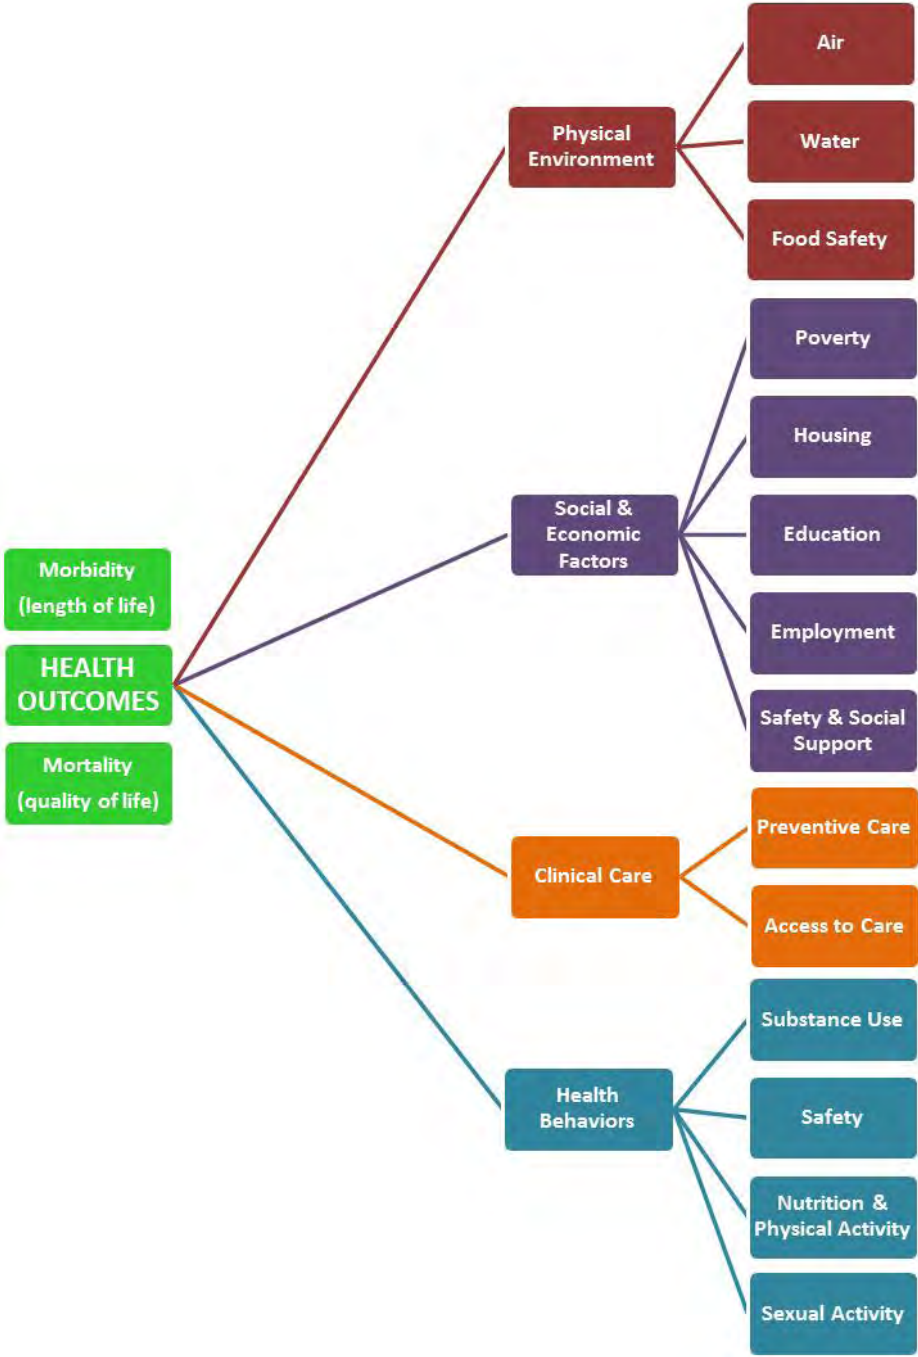 Morbidity
(length of life)
HEALTH
OUTCOMES
Mortality
(quality of life)
Physical
Environment
Air
Water
Food Safety
Social &
Economic
Factors
Poverty
Housing
Education
Employment
Safety & Social
Support
Clinical Care
Preventive Care
Access to Care
Health
Behaviors
Substance Use
Safety
Nutrition &
Physical Activity
Sexual Activity